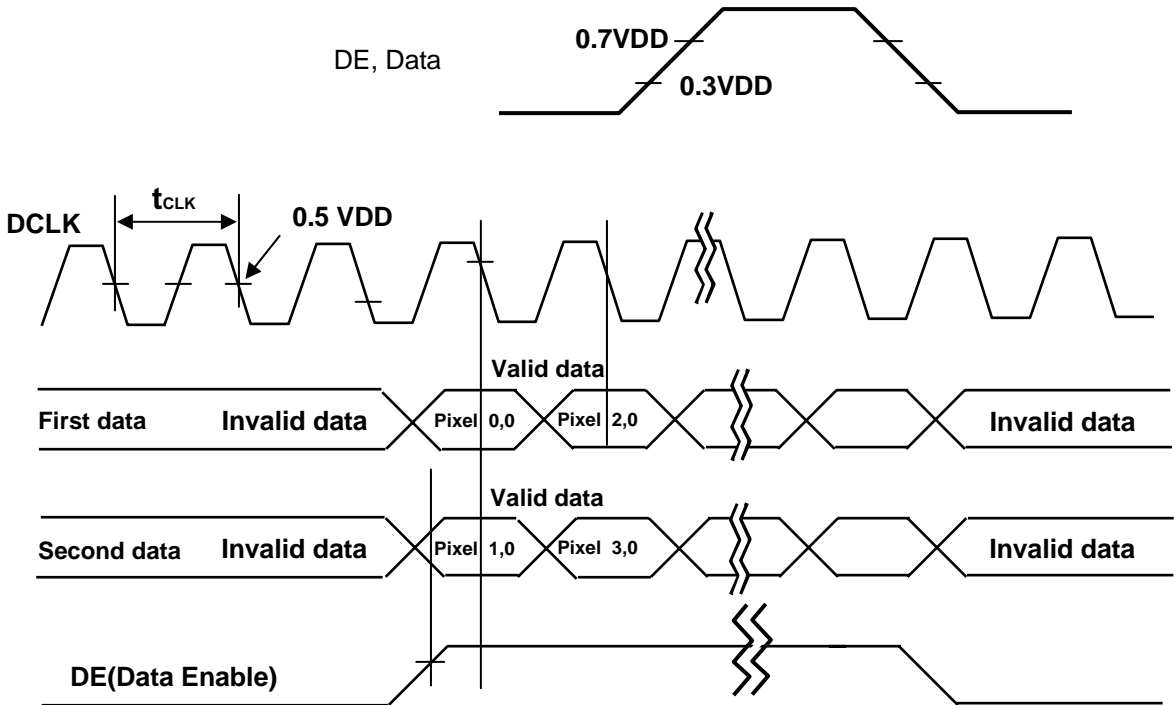 0.7VDD
DE, Data
0.3VDD
tCLK
DCLK
0.5 VDD
Valid data
First data Invalid data Pixel 0,0 Pixel 2,0 Invalid data
Valid data
Second data Invalid data Pixel 1,0 Pixel 3,0 Invalid data
DE(Data Enable)